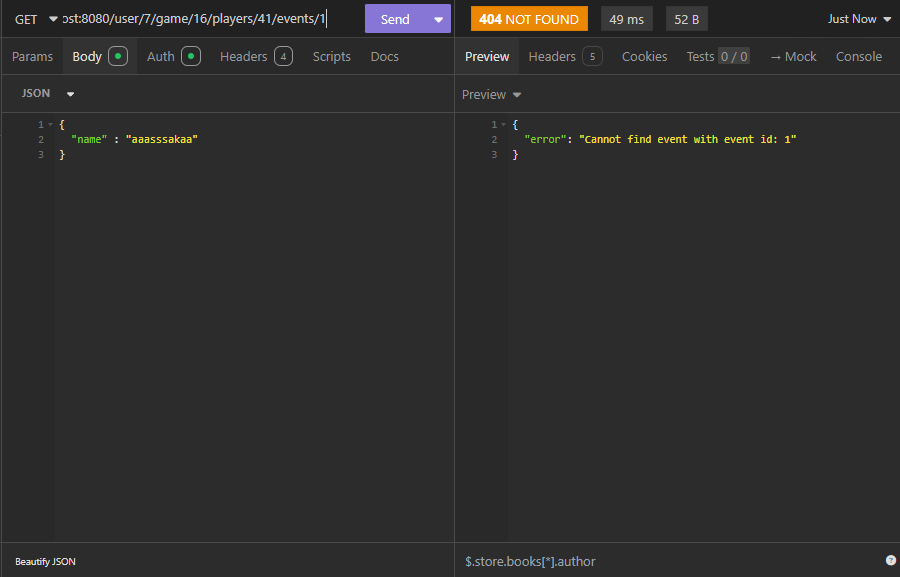 GET ost:8080/user/7/game/16/players/41/events/1 Send 404 NOT FOUND 49 ms 52 B Just Now
Params Body Auth Headers 4 Scripts Docs Preview Headers 5 Cookies Tests 0 / 0 → Mock Console
JSON Preview
1 { 1 {
2 "name" : "aaasssakaa" 2 "error": "Cannot find event with event id: 1"
3 } 3 }
Beautify JSON $.store.books[*].author ?